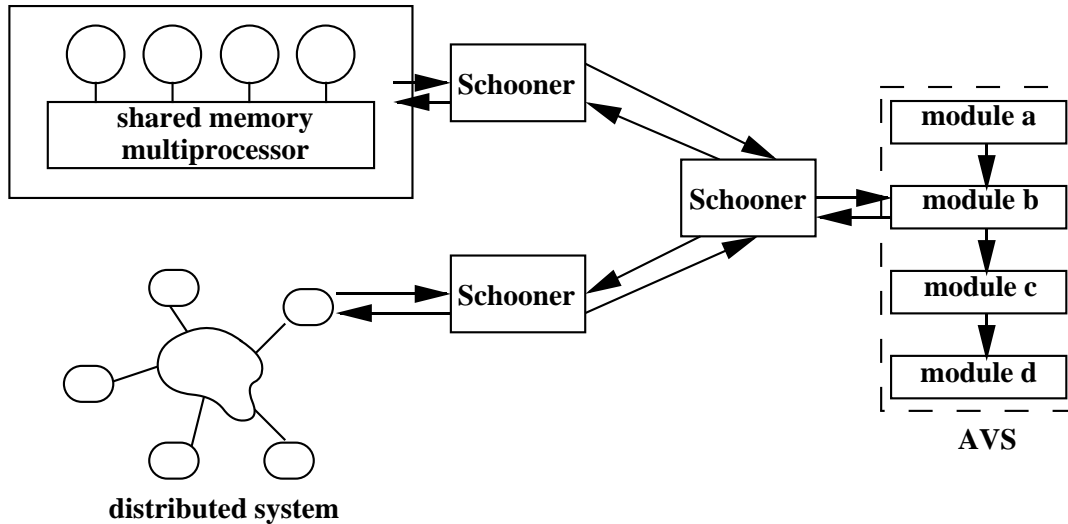 shared memory
multiprocessor
Schooner
Schooner
Schooner
module a
module b
module c
module d
AVS
distributed system